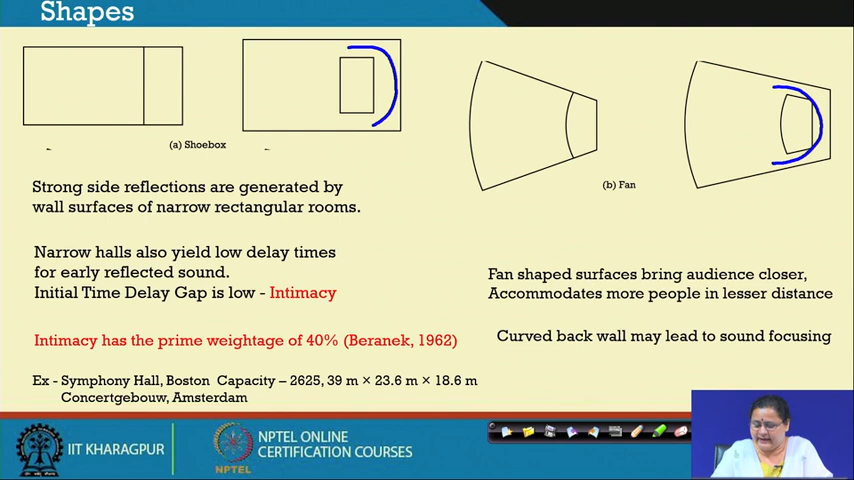 Shapes
(a) Shoebox
(b) Fan
Strong side reflections are generated by
wall surfaces of narrow rectangular rooms.
Narrow halls also yield low delay times
for early reflected sound.
Initial Time Delay Gap is low - Intimacy
Intimacy has the prime weightage of 40% (Beranek, 1962)
Ex - Symphony Hall, Boston Capacity – 2625, 39 m × 23.6 m × 18.6 m
Concertgebouw, Amsterdam
Fan shaped surfaces bring audience closer,
Accommodates more people in lesser distance
Curved back wall may lead to sound focusing
IIT KHARAGPUR
NPTEL
NPTEL ONLINE
CERTIFICATION COURSES